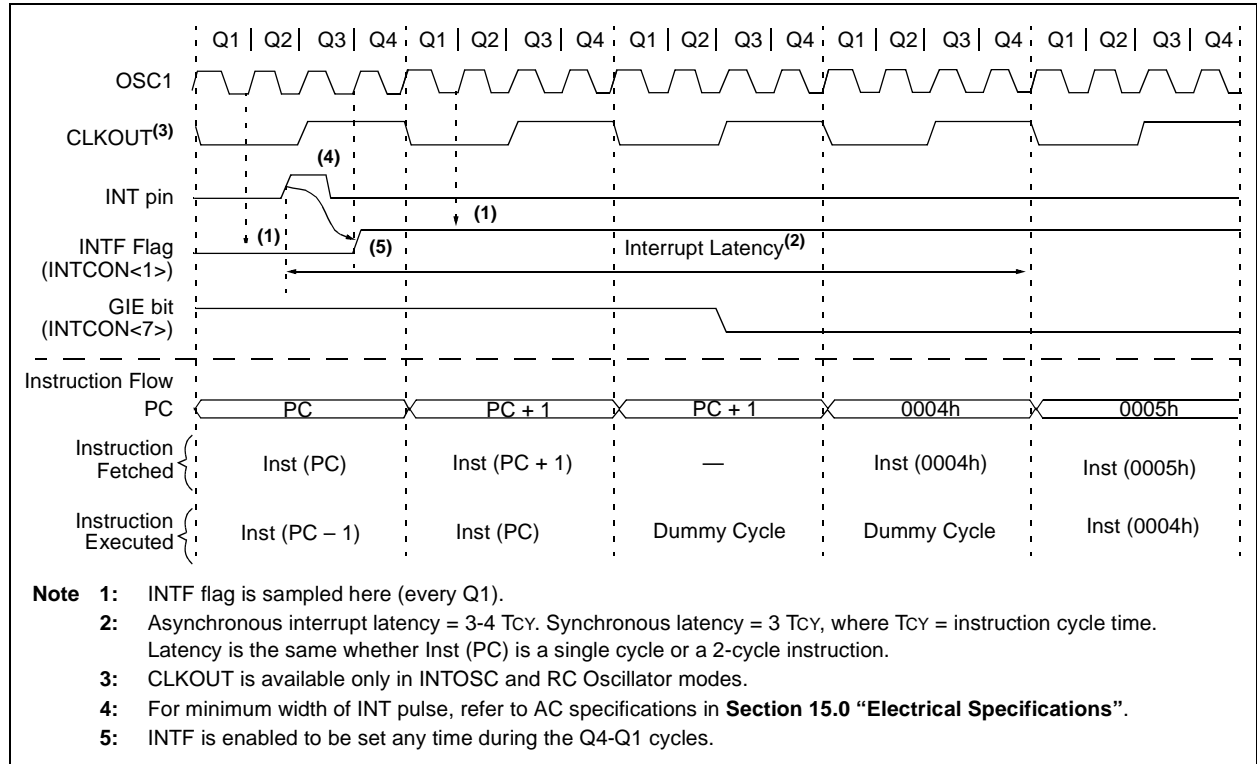 Q1 | Q2 | Q3 | Q4 Q1 | Q2 | Q3 | Q4 Q1 | Q2 | Q3 | Q4 Q1 | Q2 | Q3 | Q4 Q1 | Q2 | Q3 | Q4
OSC1
CLKOUT(3)
(4)
INT pin
(1)
(1) (5)
INTF Flag
(INTCON<1>)
Interrupt Latency(2)
GIE bit
(INTCON<7>)
Instruction Flow
PC PC PC + 1 PC + 1 0004h 0005h
Instruction
Fetched
Inst (PC) Inst (PC + 1) — Inst (0004h) Inst (0005h)
Instruction
Executed
Inst (PC – 1) Inst (PC) Dummy Cycle Dummy Cycle Inst (0004h)
Note 1: INTF flag is sampled here (every Q1).
2: Asynchronous interrupt latency = 3-4 TCY. Synchronous latency = 3 TCY, where TCY = instruction cycle time.
Latency is the same whether Inst (PC) is a single cycle or a 2-cycle instruction.
3: CLKOUT is available only in INTOSC and RC Oscillator modes.
4: For minimum width of INT pulse, refer to AC specifications in Section 15.0 “Electrical Specifications”.
5: INTF is enabled to be set any time during the Q4-Q1 cycles.